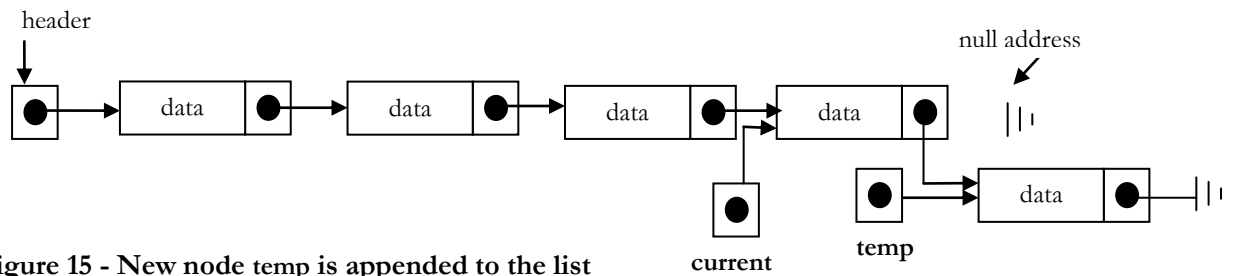 header
null address
data
data
data
data
data
temp
current
igure 15 - New node temp is appended to the list